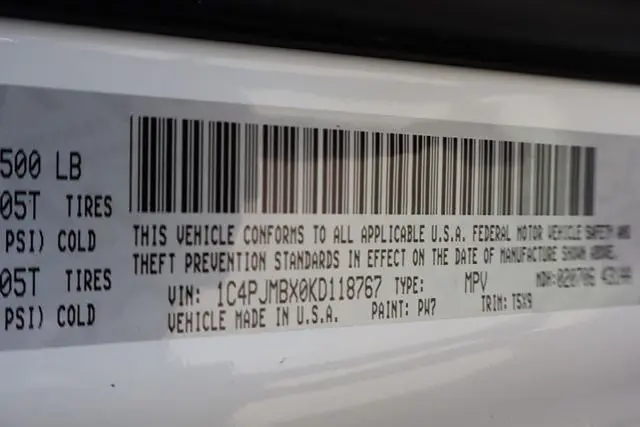 500 LB
05T TIRES
PSI) COLD
05T TIRES
PSI) COLD
THIS VEHICLE CONFORMS TO ALL APPLICABLE U.S.A. FEDERAL MOTOR VEHICLE SAFETY AND
THEFT PREVENTION STANDARDS IN EFFECT ON THE DATE OF MANUFACTURE SHOWN ABOVE.
VIN: 1C4PJMBX0KD118767 TYPE: MPV
VEHICLE MADE IN U.S.A. PAINT: PW7 TRIM: T5X9